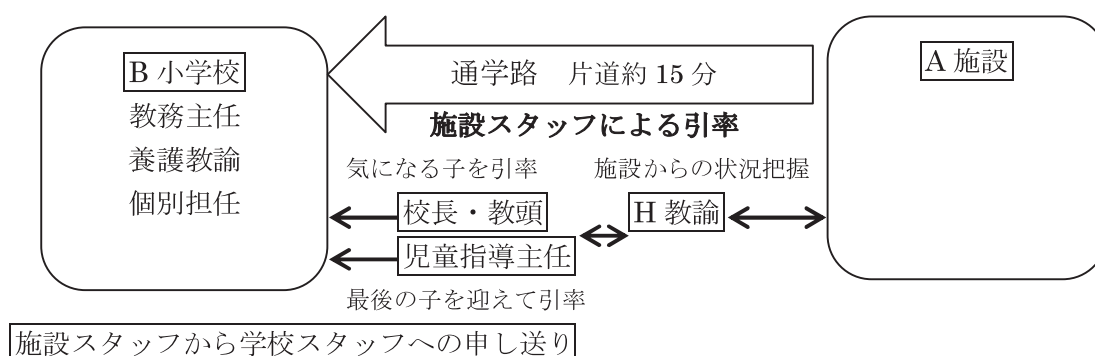 B 小学校
教務主任
養護教諭
個別担任
通学路　片道約 15 分
施設スタッフによる引率
A 施設
気になる子を引率
施設からの状況把握
校長・教頭
H 教諭
児童指導主任
最後の子を迎えて引率
施設スタッフから学校スタッフへの申し送り